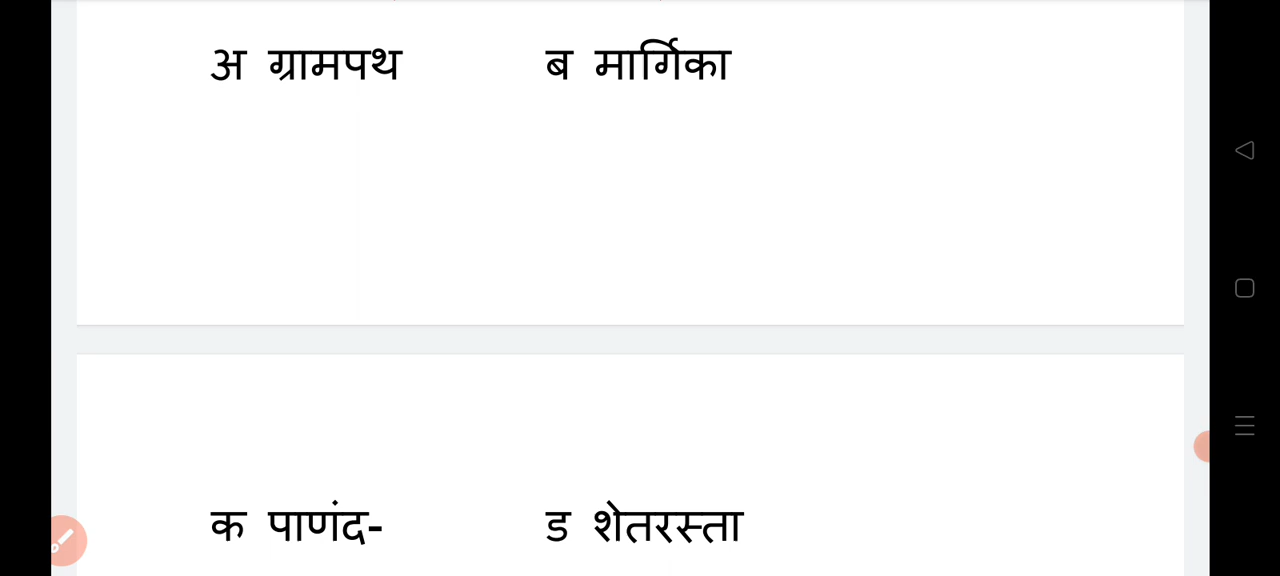 अ ग्रामपथ ब मार्गिका
क पाणंद- ड शेतरस्ता